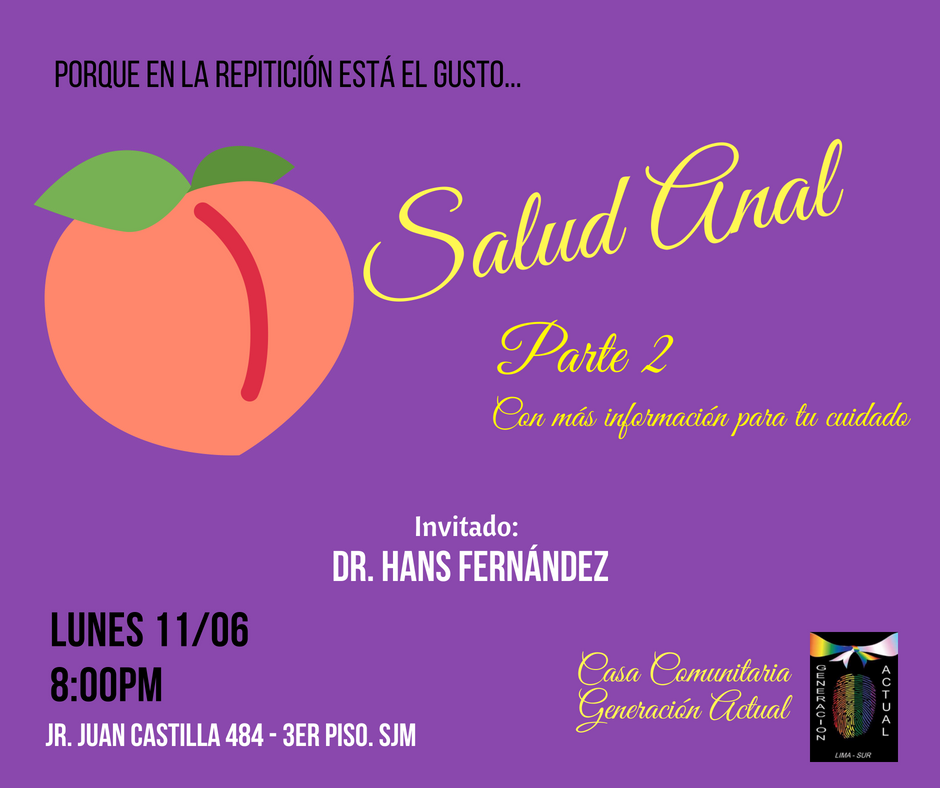 PORQUE EN LA REPITICIÓN ESTÁ EL GUSTO...
Salud Anal
Parte 2
Con más información para tu cuidado
Invitado:
DR. HANS FERNÁNDEZ
LUNES 11/06
8:00PM
JR. JUAN CASTILLA 484 - 3ER PISO. SJM
Casa Comunitaria
Generación Actual
GENERACION
ACTUAL
LIMA - SUR